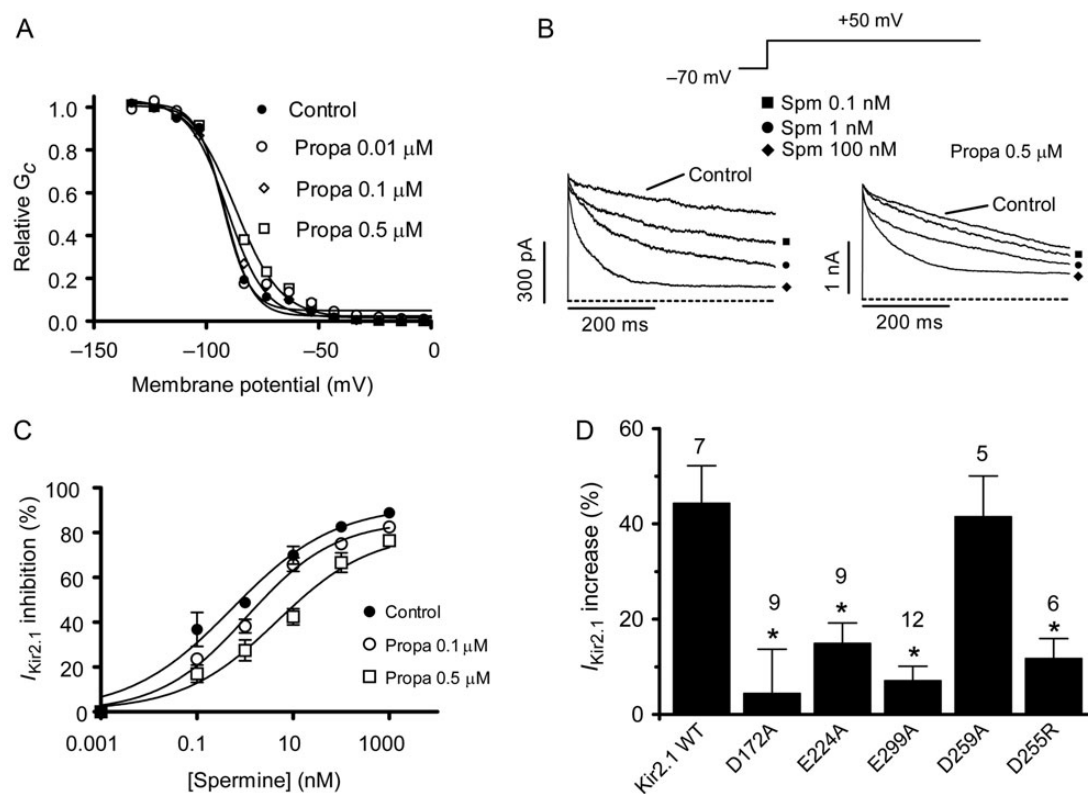 A
Relative G_C
1.0
0.8
0.6
0.4
0.2
0.0
Control
Propa 0.01 μM
Propa 0.1 μM
Propa 0.5 μM
–150
–100
–50
0
Membrane potential (mV)
B
+50 mV
–70 mV
Spm 0.1 nM
Spm 1 nM
Spm 100 nM
Propa 0.5 μM
Control
300 pA
200 ms
Control
1 nA
200 ms
C
I_Kir2.1 inhibition (%)
100
80
60
40
20
0
Control
Propa 0.1 μM
Propa 0.5 μM
0.001
0.1
10
1000
[Spermine] (nM)
D
I_Kir2.1 increase (%)
60
40
20
0
7
9
*
9
*
12
*
5
6
*
Kir2.1 WT
D172A
E224A
E299A
D259A
D255R